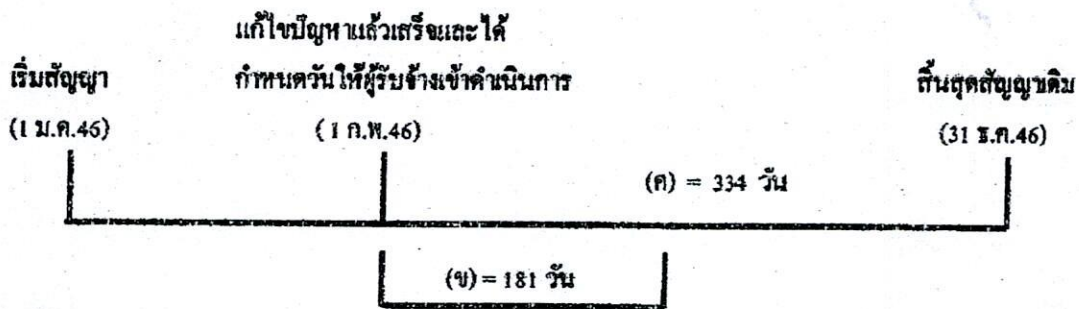 แก้ไขปัญหาแล้วเสร็จและได้
เริ่มสัญญา กำหนดวันให้ผู้รับจ้างเข้าดำเนินการ สิ้นสุดสัญญาเดิม
(1 ม.ค.46) (1 ก.พ.46) (31 ธ.ค.46)
(ค) = 334 วัน
(ข) = 181 วัน